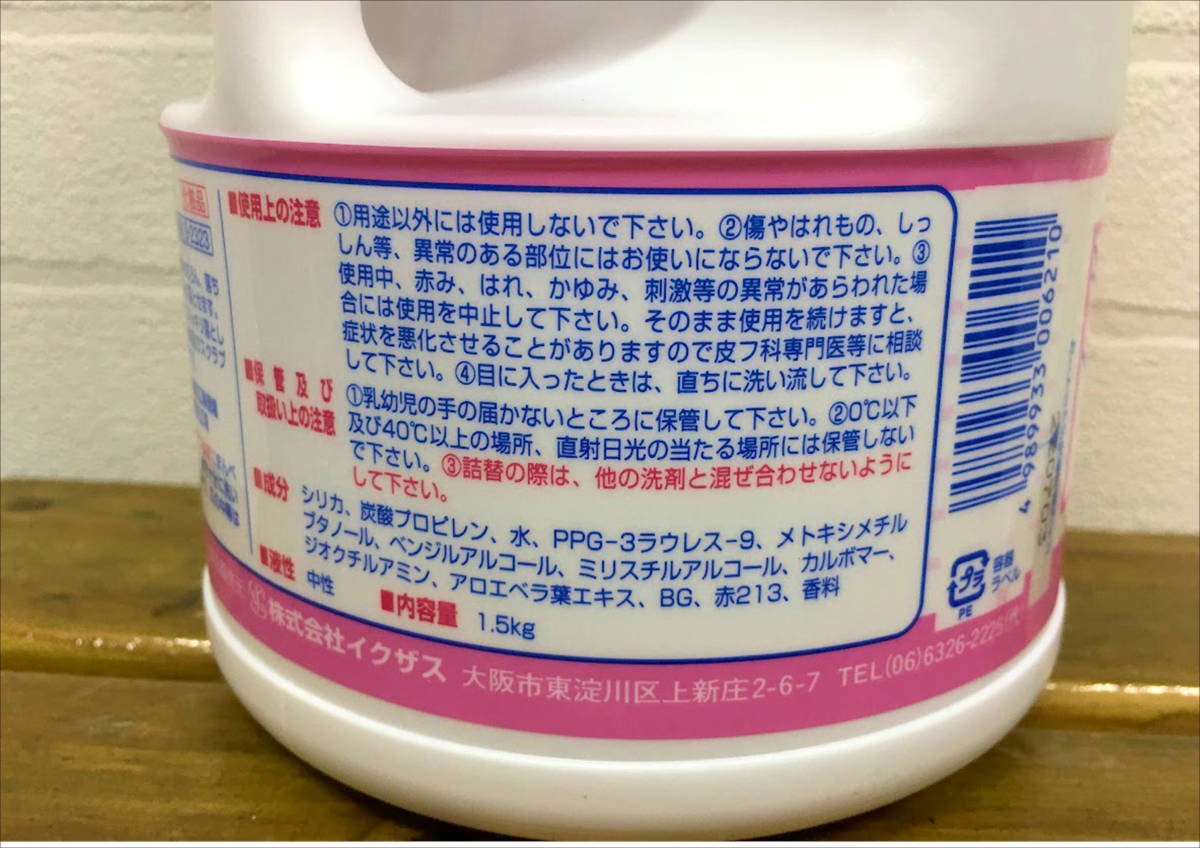 化粧品
-2323
■使用上の注意
①用途以外には使用しないで下さい。②傷やはれもの、しっ
しん等、異常のある部位にはお使いにならないで下さい。③
使用中、赤み、はれ、かゆみ、刺激等の異常があらわれた場
合には使用を中止して下さい。そのまま使用を続けますと、
症状を悪化させることがありますので皮フ科専門医等に相談
して下さい。④目に入ったときは、直ちに洗い流して下さい。
■保管及び
取扱い上の注意
①乳幼児の手の届かないところに保管して下さい。②0℃以下
及び40℃以上の場所、直射日光の当たる場所には保管しない
で下さい。③詰替の際は、他の洗剤と混ぜ合わせないように
して下さい。
■成分
シリカ、炭酸プロピレン、水、PPG-3ラウレス-9、メトキシメチル
ブタノール、ベンジルアルコール、ミリスチルアルコール、カルボマー、
ジオクチルアミン、アロエベラ葉エキス、BG、赤213、香料
■液性 中性 ■内容量 1.5kg
株式会社イクザス 大阪市東淀川区上新庄2-6-7 TEL(06)6326-2225
4989933006210
プラ
PE
容器
ラベル